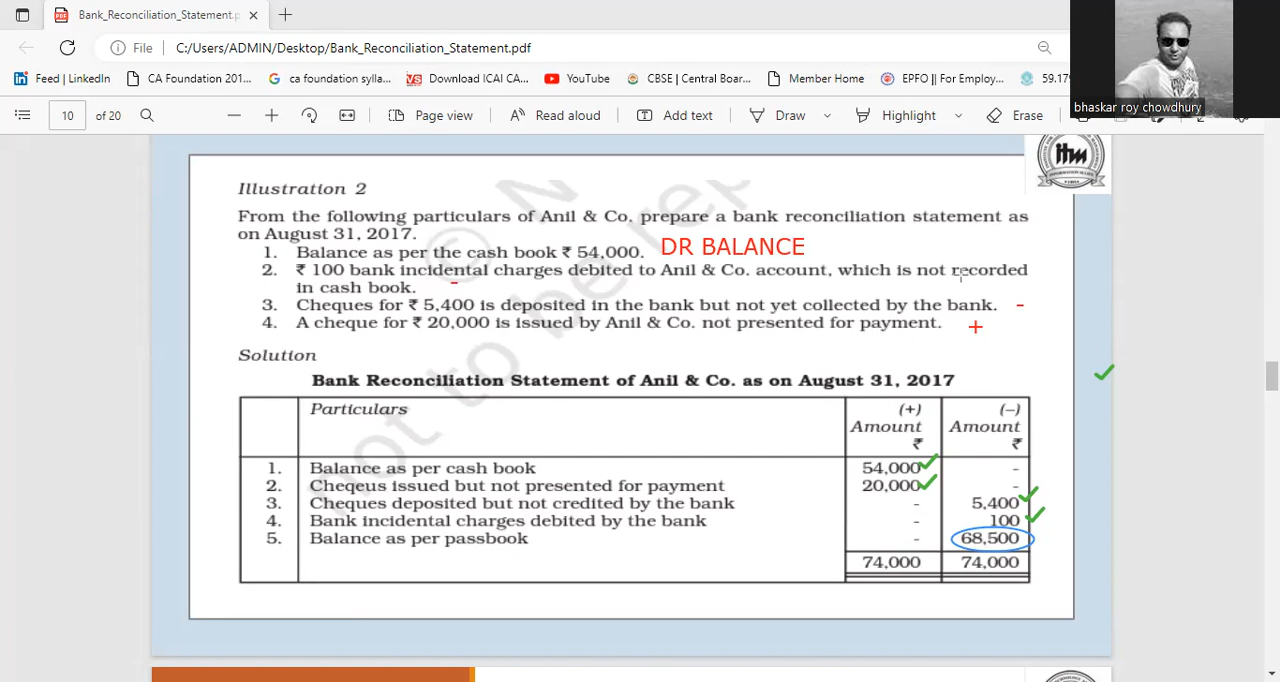 Bank_Reconciliation_Statement.p
File C:/Users/ADMIN/Desktop/Bank_Reconciliation_Statement.pdf
Feed | LinkedIn CA Foundation 201... ca foundation sylla... Download ICAI CA... YouTube CBSE | Central Boar... Member Home EPFO || For Employ... 59.179
bhaskar roy chowdhury
10 of 20 Page view Read aloud Add text Draw Highlight Erase
itm
Illustration 2
From the following particulars of Anil & Co. prepare a bank reconciliation statement as
on August 31, 2017.
1. Balance as per the cash book ₹ 54,000. DR BALANCE
2. ₹ 100 bank incidental charges debited to Anil & Co. account, which is not recorded
in cash book. -
3. Cheques for ₹ 5,400 is deposited in the bank but not yet collected by the bank. -
4. A cheque for ₹ 20,000 is issued by Anil & Co. not presented for payment. +
Solution
Bank Reconciliation Statement of Anil & Co. as on August 31, 2017
Particulars (+) Amount ₹ (–) Amount ₹
1. Balance as per cash book 54,000 -
2. Cheqeus issued but not presented for payment 20,000 -
3. Cheques deposited but not credited by the bank - 5,400
4. Bank incidental charges debited by the bank - 100
5. Balance as per passbook - 68,500
74,000 74,000
© N
not to be rep